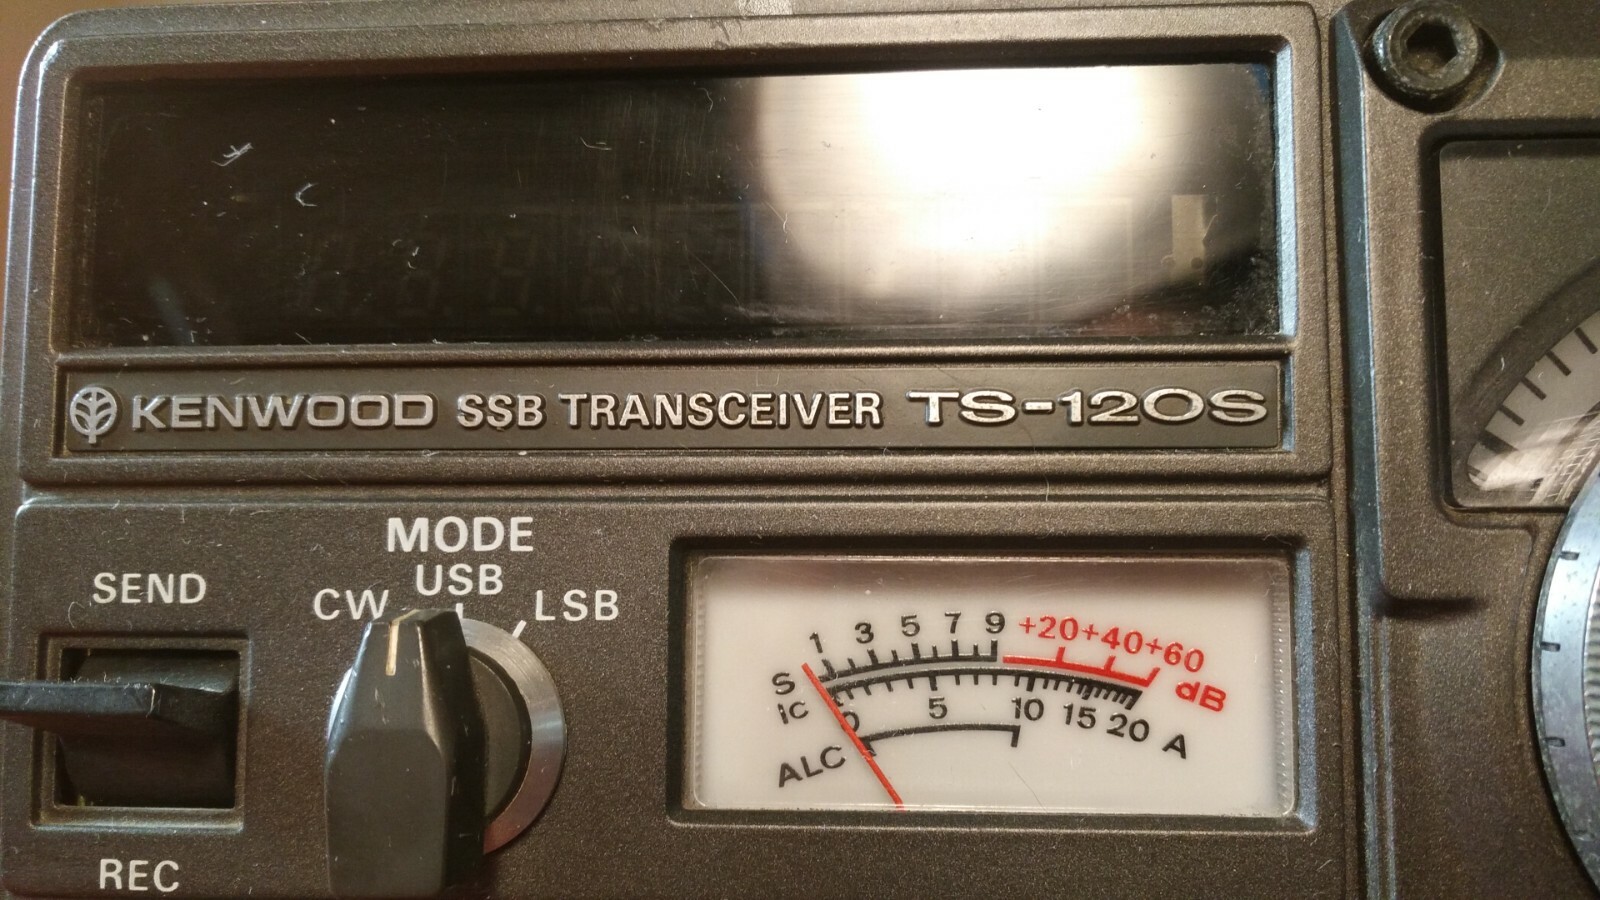 KENWOOD SSB TRANSCEIVER TS-120S
MODE
SEND
CW USB LSB
REC
S 1 3 5 7 9 +20+40+60 dB
IC 0 5 10 15 20 A
ALC